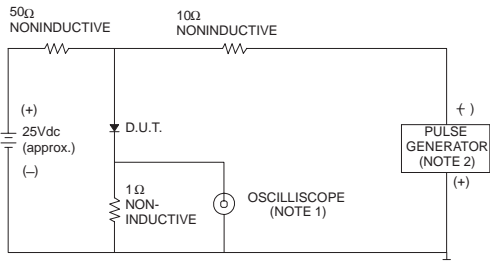 50Ω
NONINDUCTIVE
10Ω
NONINDUCTIVE
(+)
25Vdc
(approx.)
(–)
D.U.T.
1Ω
NON-
INDUCTIVE
OSCILLISCOPE
(NOTE 1)
(-)
PULSE
GENERATOR
(NOTE 2)
(+)